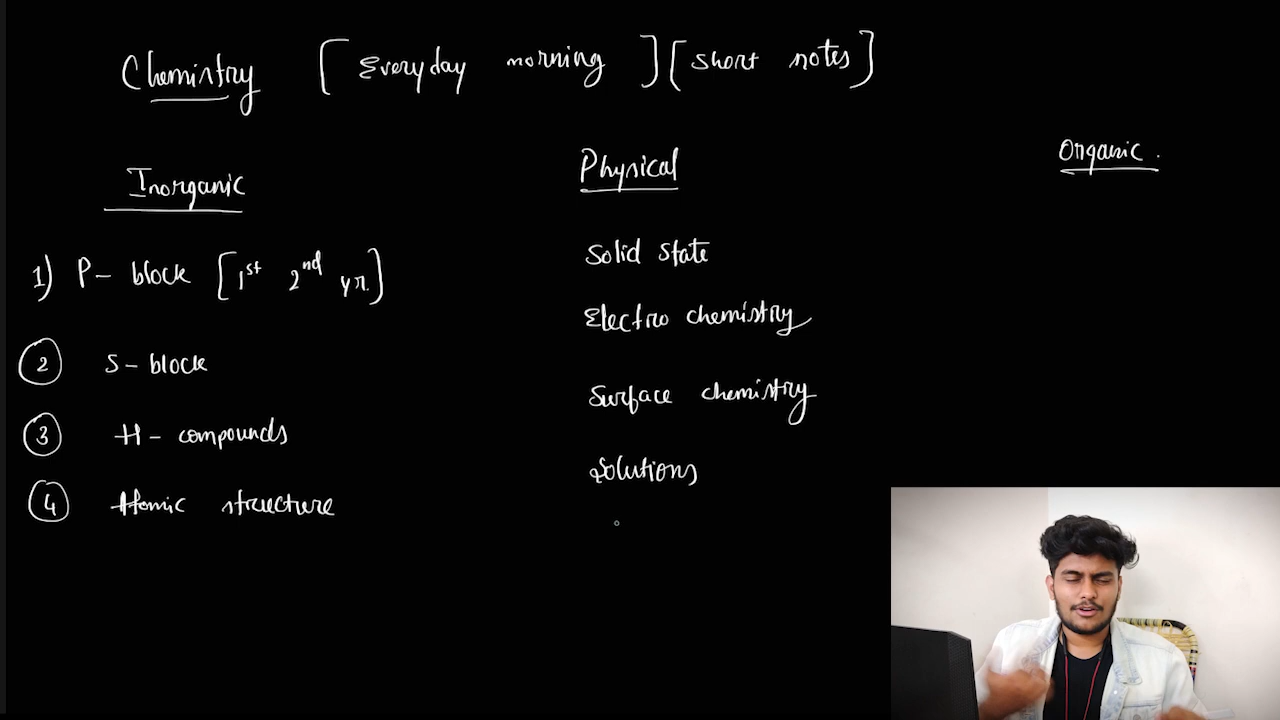 Chemistry [Everyday morning] [short notes]
Inorganic
Physical
Organic.
1) P- block [1st 2nd yr.]
2 S- block
3 H- compounds
4 Atomic structure
Solid state
Electro chemistry
Surface chemistry
Solutions